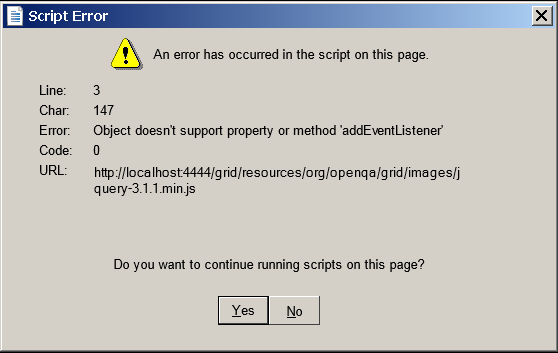 Script Error
An error has occurred in the script on this page.
Line: 3
Char: 147
Error: Object doesn't support property or method 'addEventListener'
Code: 0
URL: http://localhost:4444/grid/resources/org/openqa/grid/images/j
query-3.1.1.min.js
Do you want to continue running scripts on this page?
Yes No